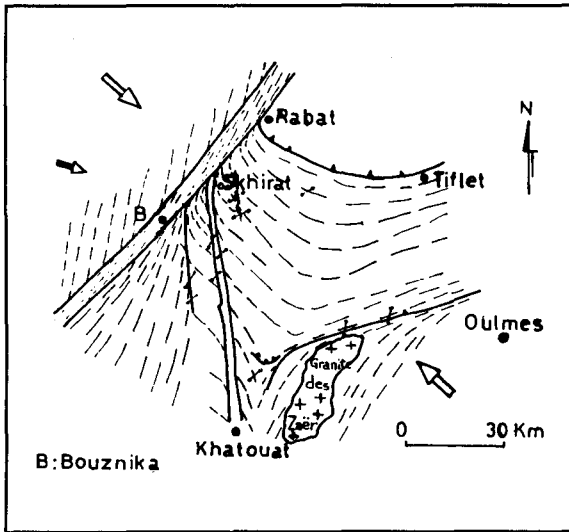 Rabat
N
Skhirat
Tiflet
B
Oulmes
Granite
des
Zaër
0 30 Km
Khatouat
B: Bouznika